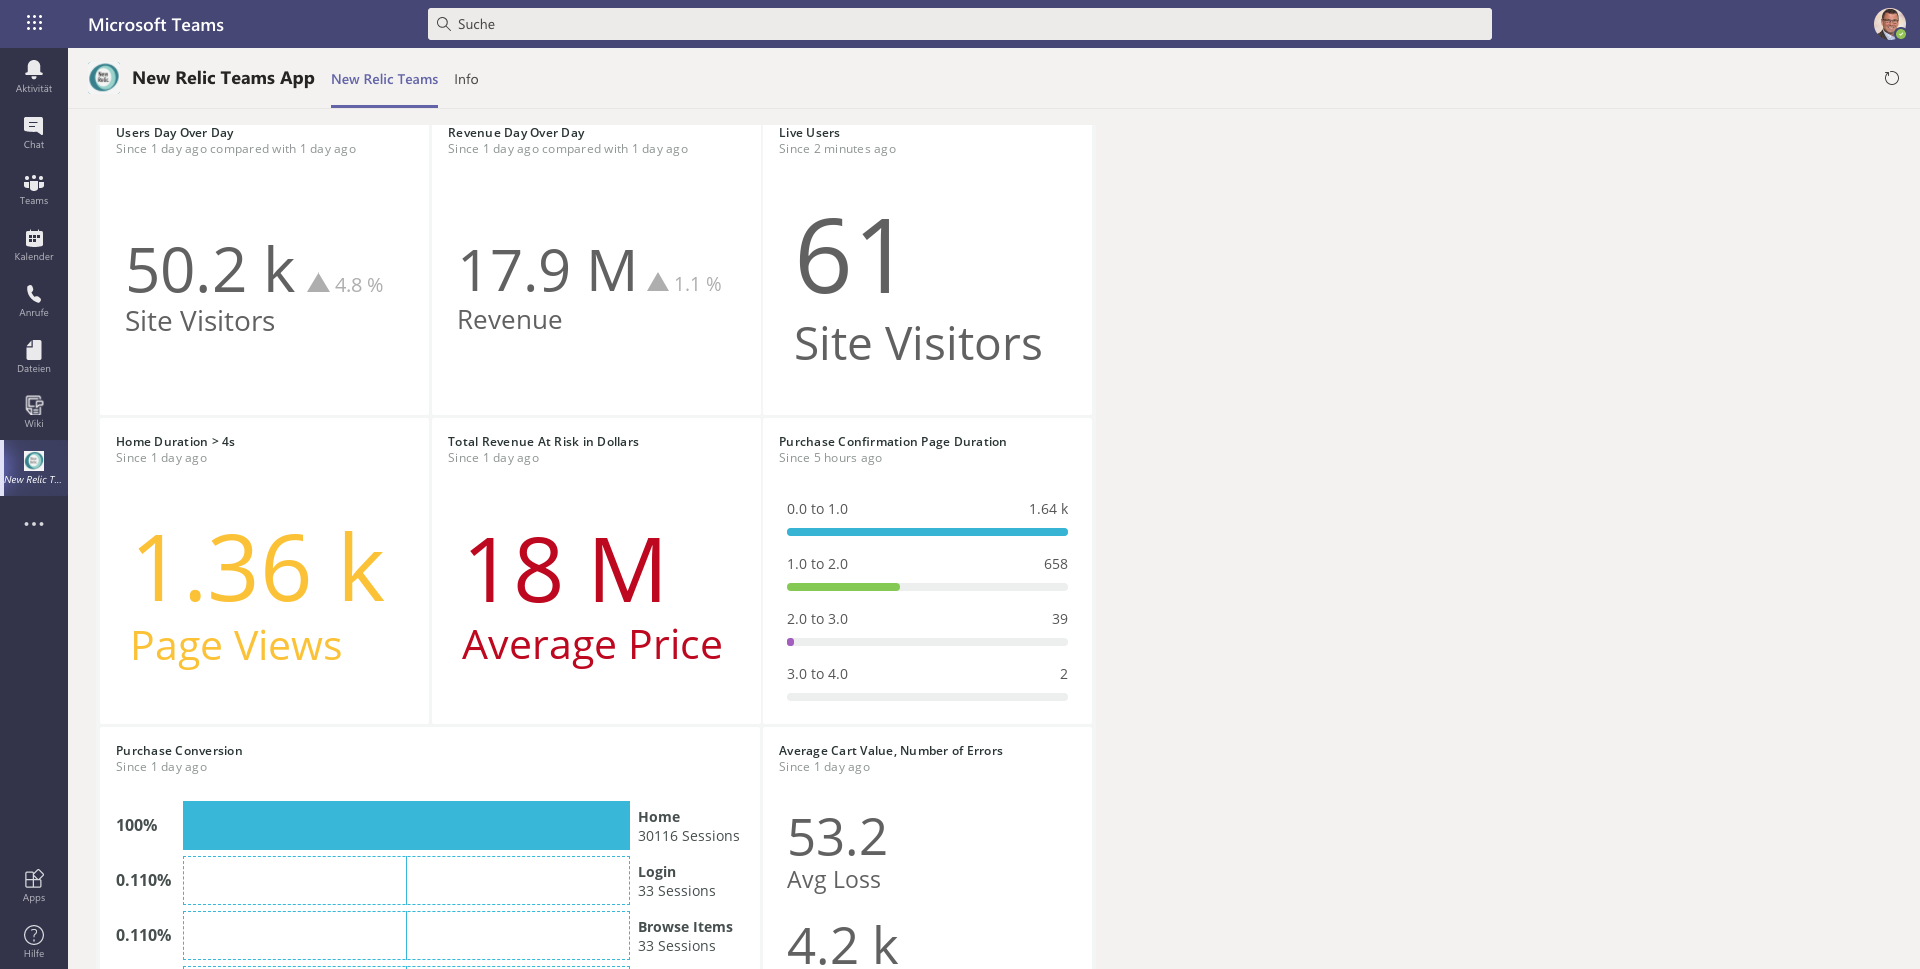 Microsoft Teams
Suche
Aktivität
Chat
Teams
Kalender
Anrufe
Dateien
Wiki
New Relic T...
Apps
Hilfe
New Relic Teams App
New Relic Teams
Info
Users Day Over Day
Since 1 day ago compared with 1 day ago
50.2 k
4.8 %
Site Visitors
Revenue Day Over Day
Since 1 day ago compared with 1 day ago
17.9 M
1.1 %
Revenue
Live Users
Since 2 minutes ago
61
Site Visitors
Home Duration > 4s
Since 1 day ago
1.36 k
Page Views
Total Revenue At Risk in Dollars
Since 1 day ago
18 M
Average Price
Purchase Confirmation Page Duration
Since 5 hours ago
0.0 to 1.0 1.64 k
1.0 to 2.0 658
2.0 to 3.0 39
3.0 to 4.0 2
Purchase Conversion
Since 1 day ago
100%
Home
30116 Sessions
0.110%
Login
33 Sessions
0.110%
Browse Items
33 Sessions
Average Cart Value, Number of Errors
Since 1 day ago
53.2
Avg Loss
4.2 k